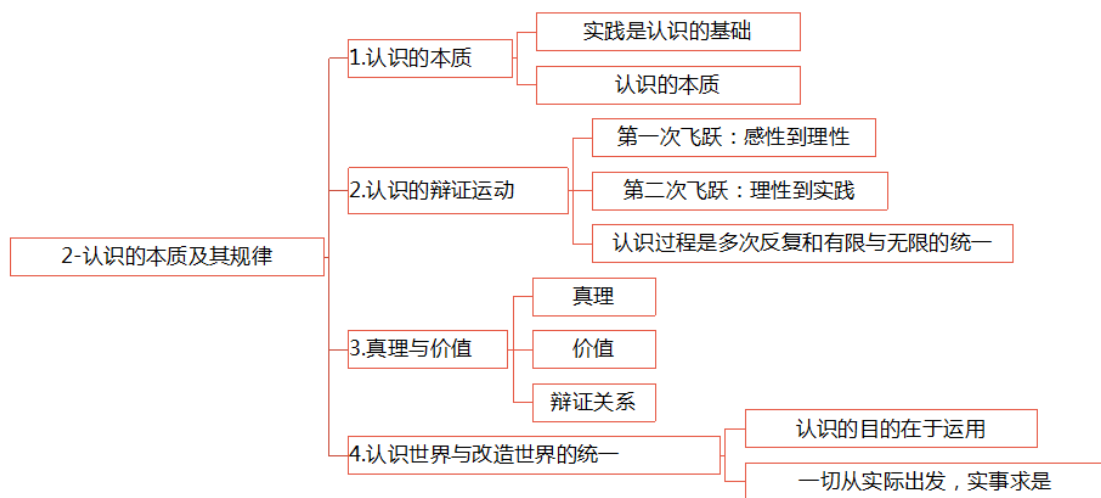 2-认识的本质及其规律
1.认识的本质
实践是认识的基础
认识的本质
2.认识的辩证运动
第一次飞跃：感性到理性
第二次飞跃：理性到实践
认识过程是多次反复和有限与无限的统一
3.真理与价值
真理
价值
辩证关系
4.认识世界与改造世界的统一
认识的目的在于运用
一切从实际出发，实事求是